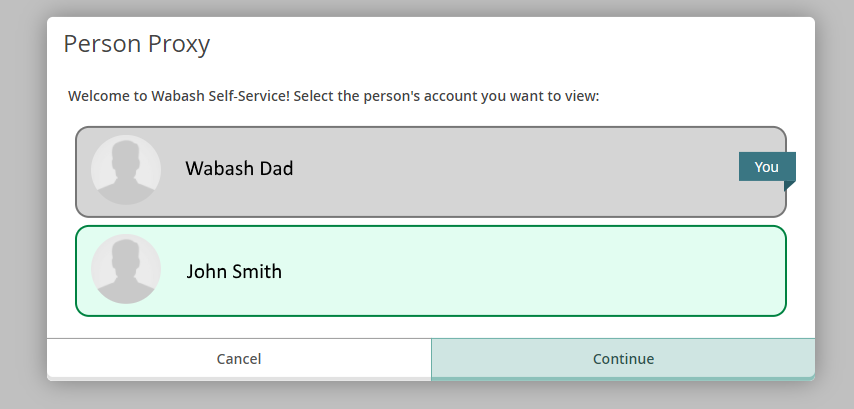 Person Proxy
Welcome to Wabash Self-Service! Select the person's account you want to view:
Wabash Dad
You
John Smith
Cancel
Continue